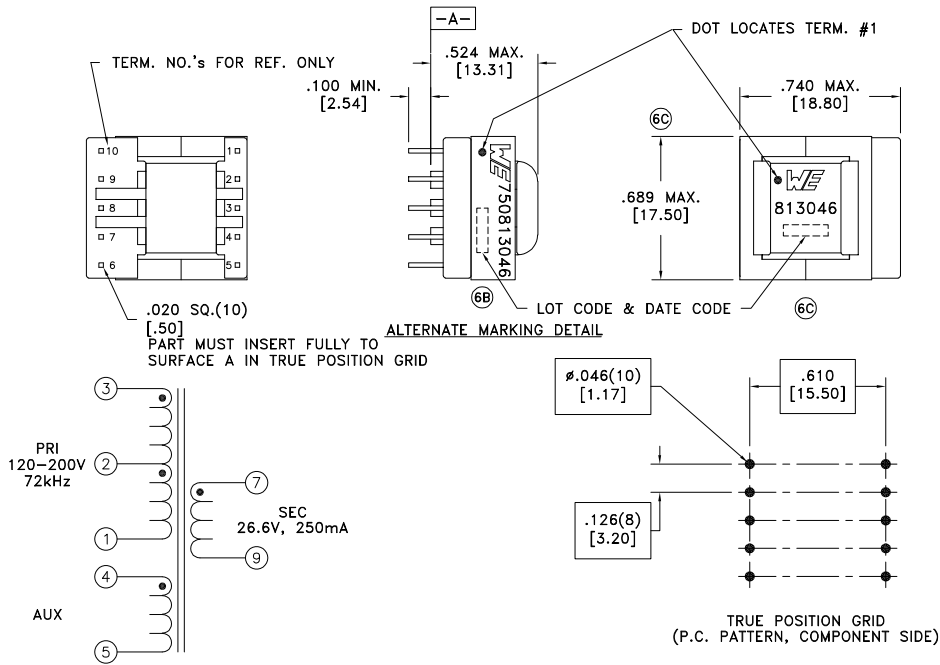 -A-
DOT LOCATES TERM. #1
TERM. NO.'s FOR REF. ONLY
.524 MAX.
[13.31]
.100 MIN.
[2.54]
.740 MAX.
[18.80]
6C
10
9
8
7
6
1
2
3
4
5
WE 750813046
.689 MAX.
[17.50]
WE
813046
6B
LOT CODE & DATE CODE
6C
.020 SQ.(10)
[.50]
PART MUST INSERT FULLY TO
SURFACE A IN TRUE POSITION GRID
ALTERNATE MARKING DETAIL
3
PRI
120-200V
72kHz
2
1
4
AUX
5
7
SEC
26.6V, 250mA
9
ø.046(10)
[1.17]
.610
[15.50]
.126(8)
[3.20]
TRUE POSITION GRID
(P.C. PATTERN, COMPONENT SIDE)